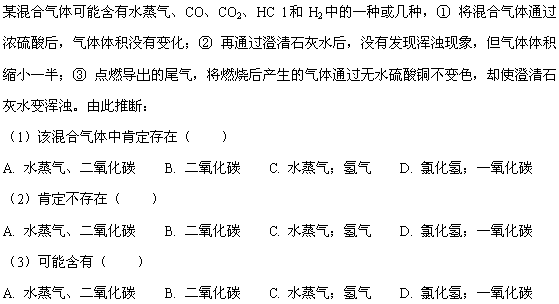 某混合气体可能含有水蒸气、CO、CO₂、HC l和 H₂中的一种或几种，① 将混合气体通过
浓硫酸后，气体体积没有变化；② 再通过澄清石灰水后，没有发现浑浊现象，但气体体积
缩小一半；③ 点燃导出的尾气，将燃烧后产生的气体通过无水硫酸铜不变色，却使澄清石
灰水变浑浊。由此推断：
（1）该混合气体中肯定存在（ ）
A. 水蒸气、二氧化碳 B. 二氧化碳 C. 水蒸气；氢气 D. 氯化氢；一氧化碳
（2）肯定不存在（ ）
A. 水蒸气、二氧化碳 B. 二氧化碳 C. 水蒸气；氢气 D. 氯化氢；一氧化碳
（3）可能含有（ ）
A. 水蒸气、二氧化碳 B. 二氧化碳 C. 水蒸气；氢气 D. 氯化氢；一氧化碳